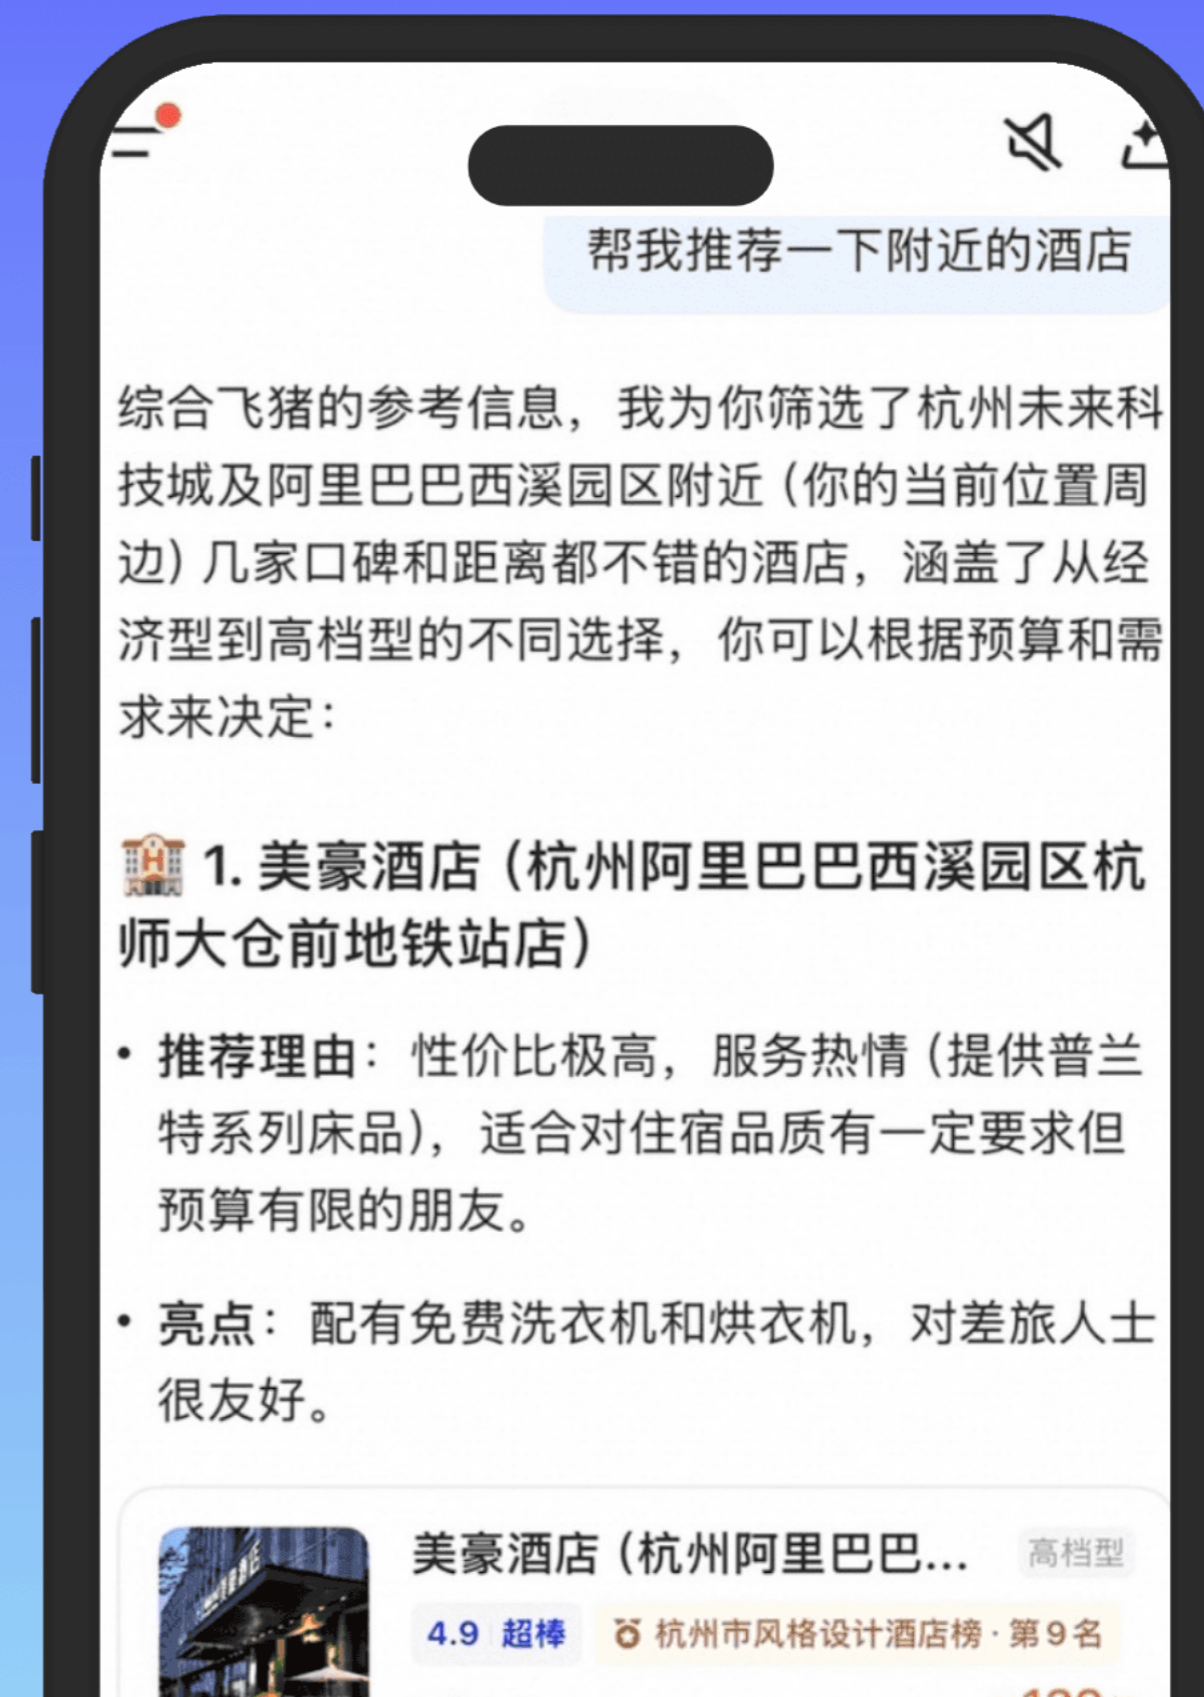 帮我推荐一下附近的酒店
综合飞猪的参考信息，我为你筛选了杭州未来科
技城及阿里巴巴西溪园区附近（你的当前位置周
边）几家口碑和距离都不错的酒店，涵盖了从经
济型到高档型的不同选择，你可以根据预算和需
求来决定：
1. 美豪酒店（杭州阿里巴巴西溪园区杭
师大仓前地铁站店）
• 推荐理由：性价比极高，服务热情（提供普兰
特系列床品），适合对住宿品质有一定要求但
预算有限的朋友。
• 亮点：配有免费洗衣机和烘衣机，对差旅人士
很友好。
美豪酒店（杭州阿里巴巴... 高档型
4.9 超棒 杭州市风格设计酒店榜 · 第9名